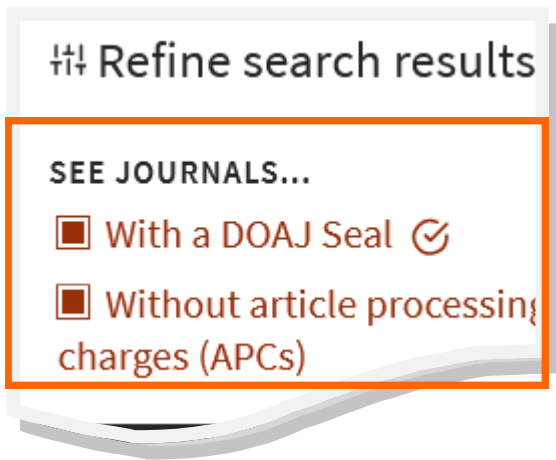 Refine search results
SEE JOURNALS...
With a DOAJ Seal
Without article processing
charges (APCs)